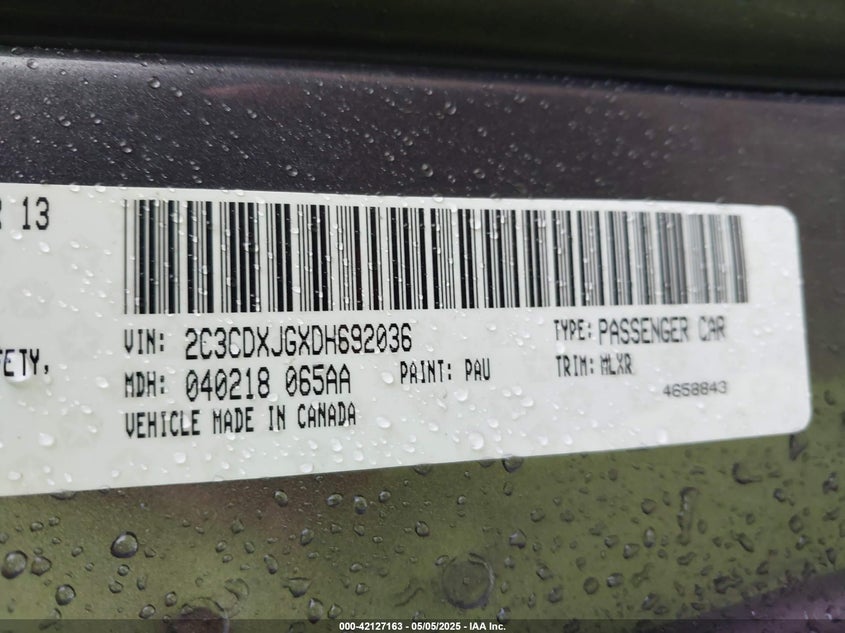 13
VIN: 2C3CDXJGXDH692036 TYPE: PASSENGER CAR
MDH: 040218 065AA PAINT: PAU TRIM: MLXR
4658843
VEHICLE MADE IN CANADA
000-42127163 - 05/05/2025 - IAA Inc.